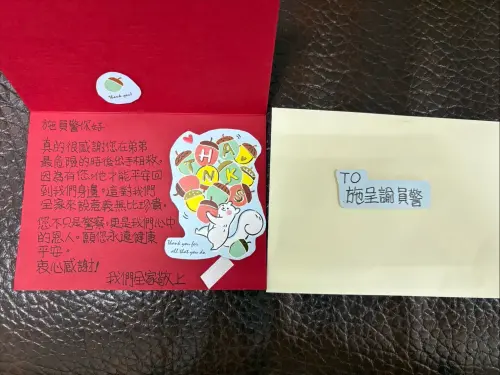 Thank you!
施員警你好
真的很感謝您在弟弟
最危險的時候出手相救。
因為有您,他才能平安回
到我們身邊。這對我們
全家來說意義無比珍貴。
您不只是警察,更是我們心中
的恩人。願您永遠健康
平安。
衷心感謝!
我們全家敬上
THANKS
thank you for
all that you do
TO
施呈諭員警